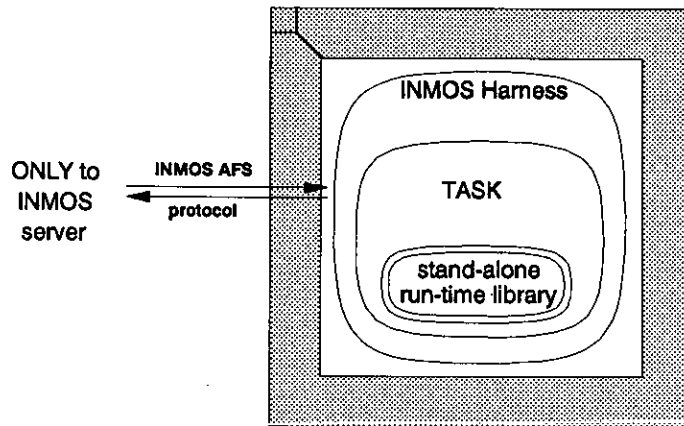 INMOS Harness
ONLY to
INMOS
server
INMOS AFS
protocol
TASK
stand-alone
run-time library